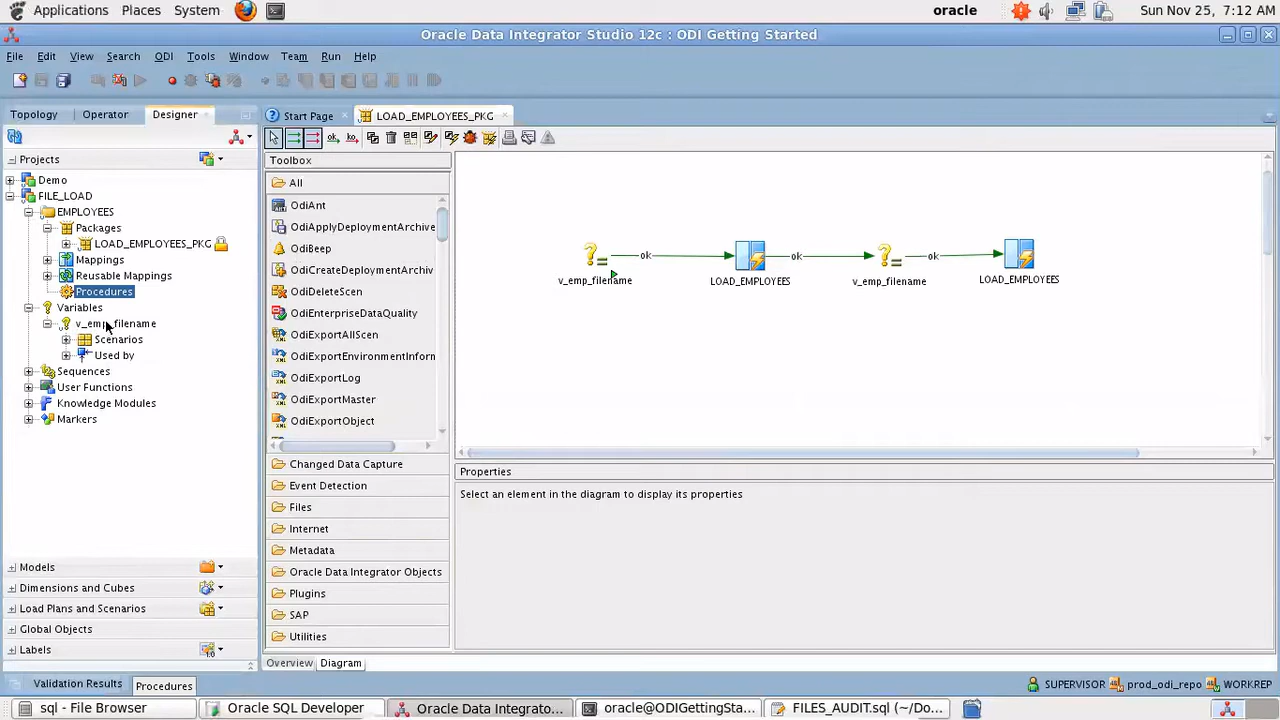 Applications Places System oracle Sun Nov 25, 7:12 AM
Oracle Data Integrator Studio 12c : ODI Getting Started
File Edit View Search ODI Tools Window Team Run Help
Topology Operator Designer Start Page LOAD_EMPLOYEES_PKG
ok ko
Projects
Demo
FILE_LOAD
EMPLOYEES
Packages
LOAD_EMPLOYEES_PKG
Mappings
Reusable Mappings
Procedures
Variables
v_emp_filename
Scenarios
Used by
Sequences
User Functions
Knowledge Modules
Markers
Models
Dimensions and Cubes
Load Plans and Scenarios
Global Objects
Labels
Toolbox
All
OdiAnt
OdiApplyDeploymentArchive
OdiBeep
OdiCreateDeploymentArchiv
OdiDeleteScen
OdiEnterpriseDataQuality
OdiExportAllScen
OdiExportEnvironmentInform
OdiExportLog
OdiExportMaster
OdiExportObject
Changed Data Capture
Event Detection
Files
Internet
Metadata
Oracle Data Integrator Objects
Plugins
SAP
Utilities
ok ok ok
v_emp_filename LOAD_EMPLOYEES v_emp_filename LOAD_EMPLOYEES
Properties
Select an element in the diagram to display its properties
Overview Diagram
Validation Results Procedures SUPERVISOR prod_odi_repo WORKREP
sql - File Browser Oracle SQL Developer Oracle Data Integrato... oracle@ODIGettingSta... FILES_AUDIT.sql (~/Do...